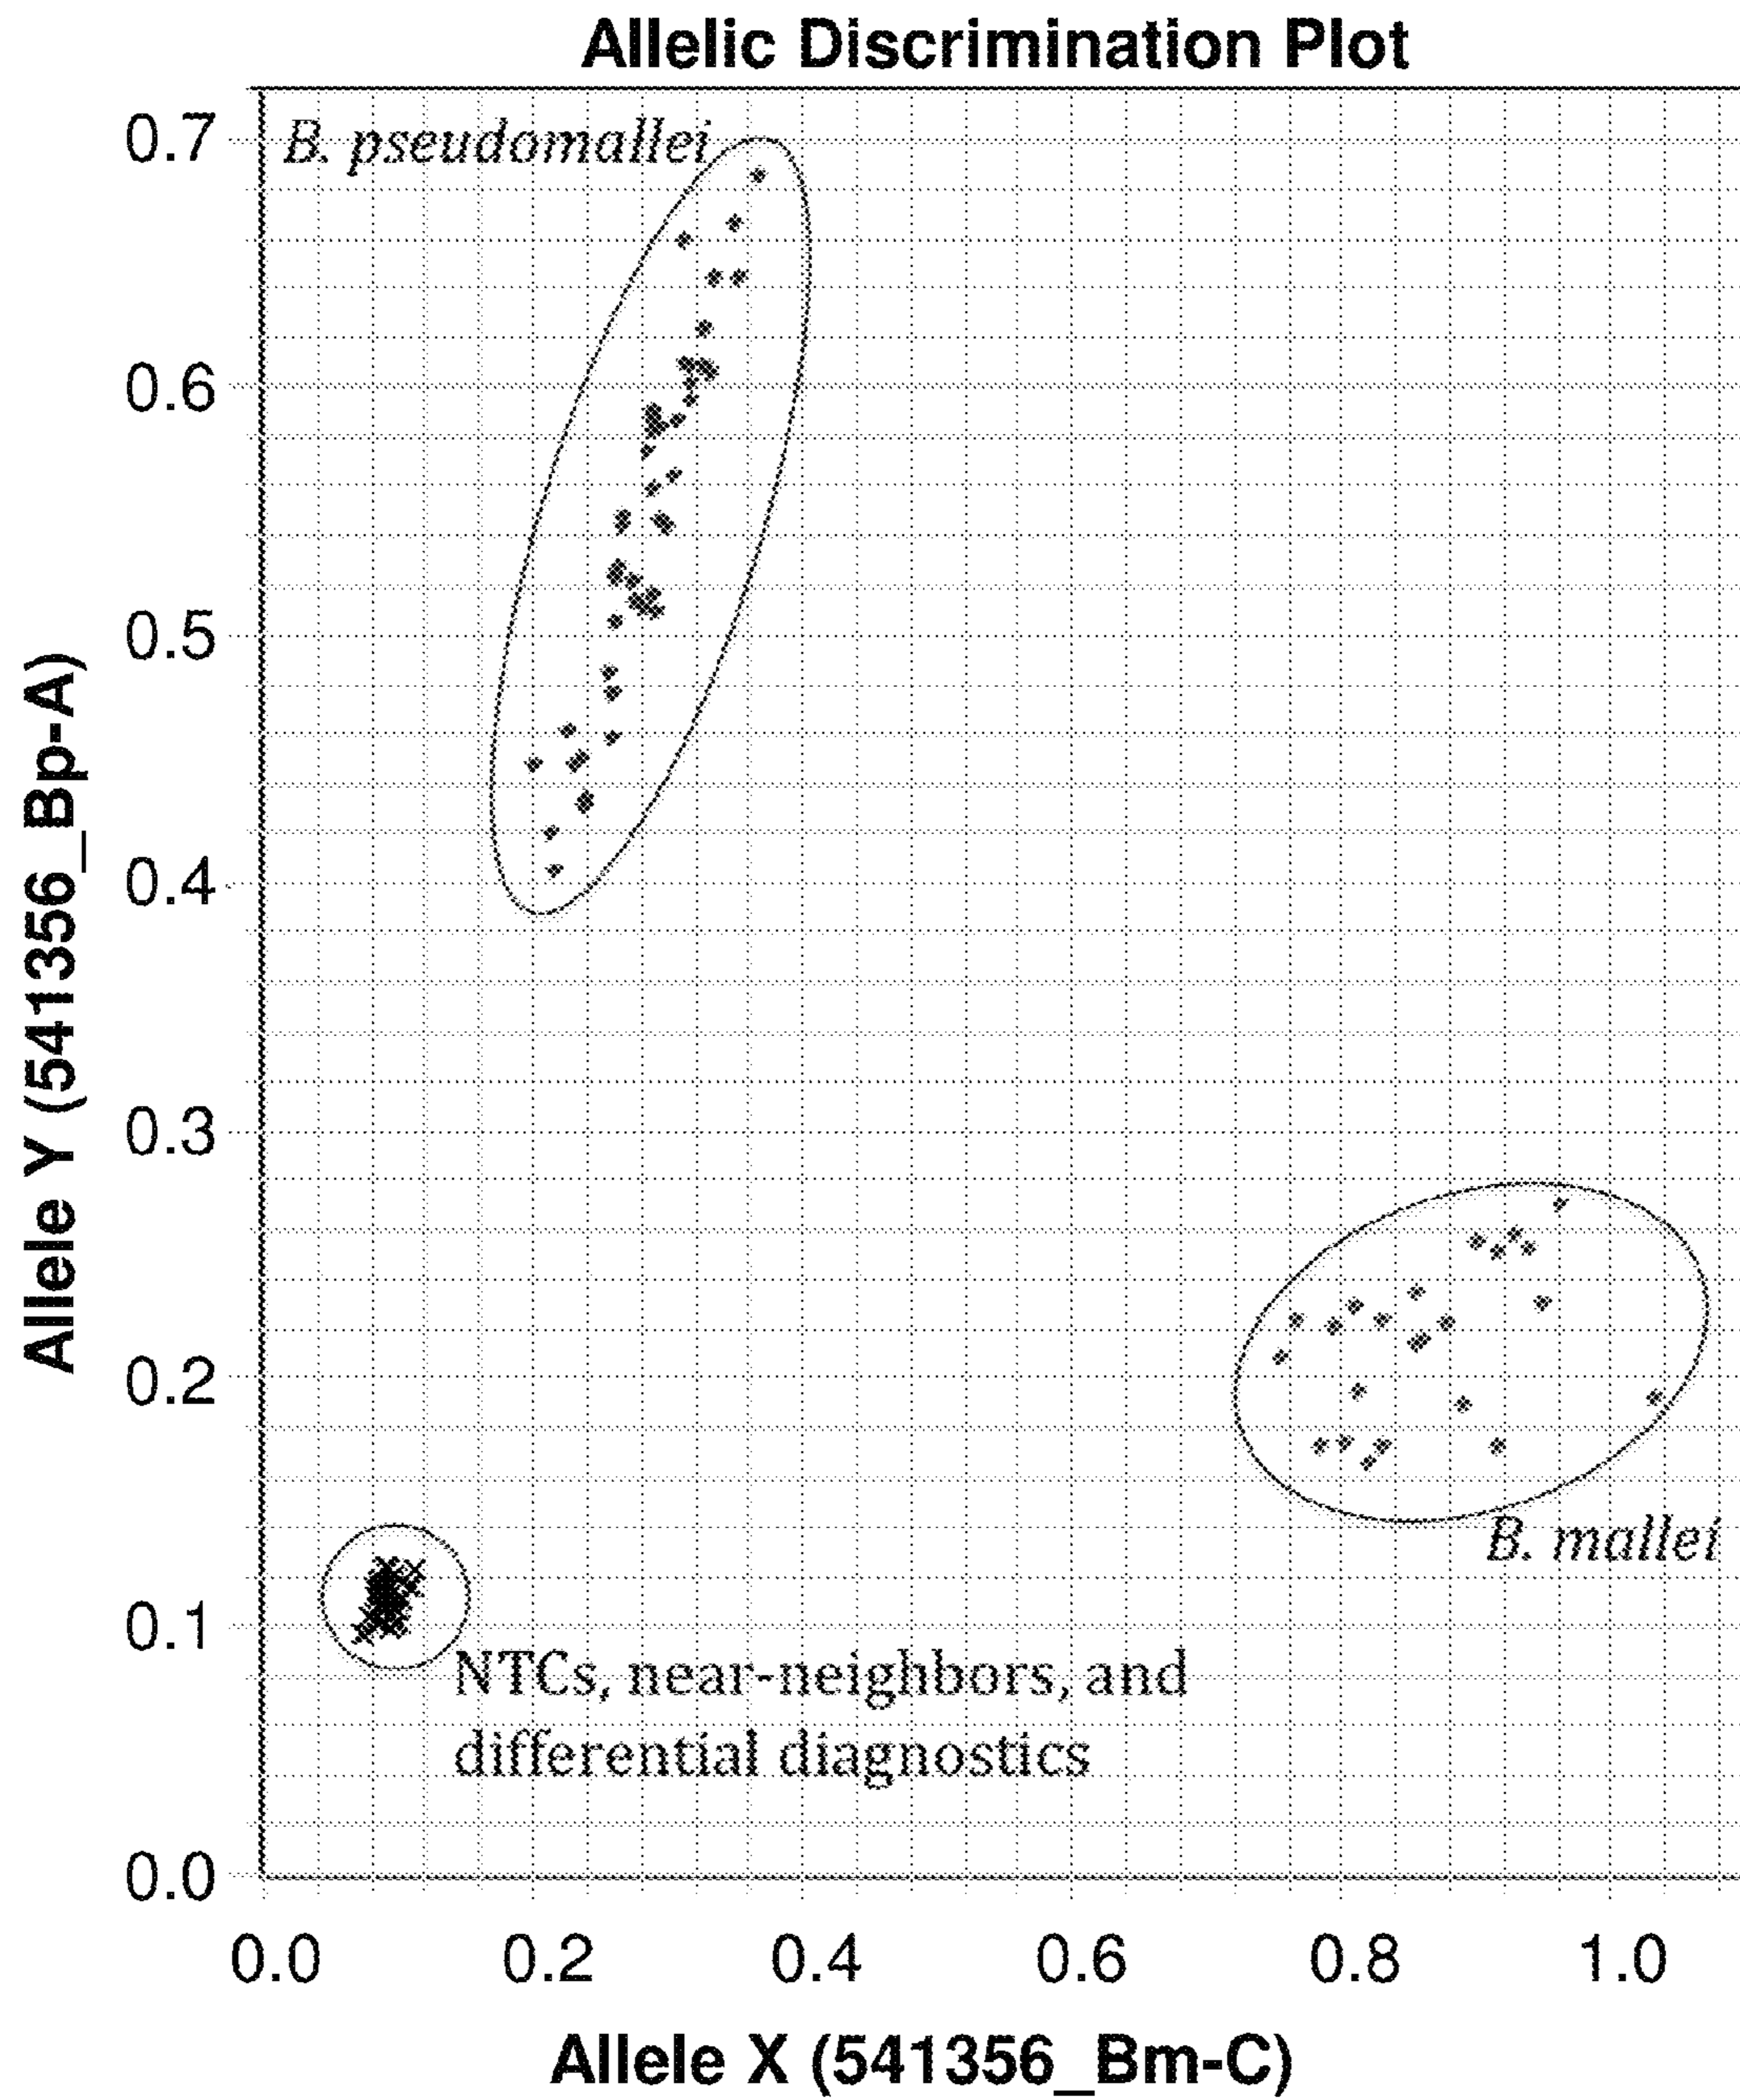 Allelic Discrimination Plot
B. pseudomallei
0.7
0.6
0.5
0.4
0.3
0.2
0.1
0.0
Allele Y (541356_Bp-A)
B. mallei
NTCs, near-neighbors, and
differential diagnostics
0.0 0.2 0.4 0.6 0.8 1.0
Allele X (541356_Bm-C)